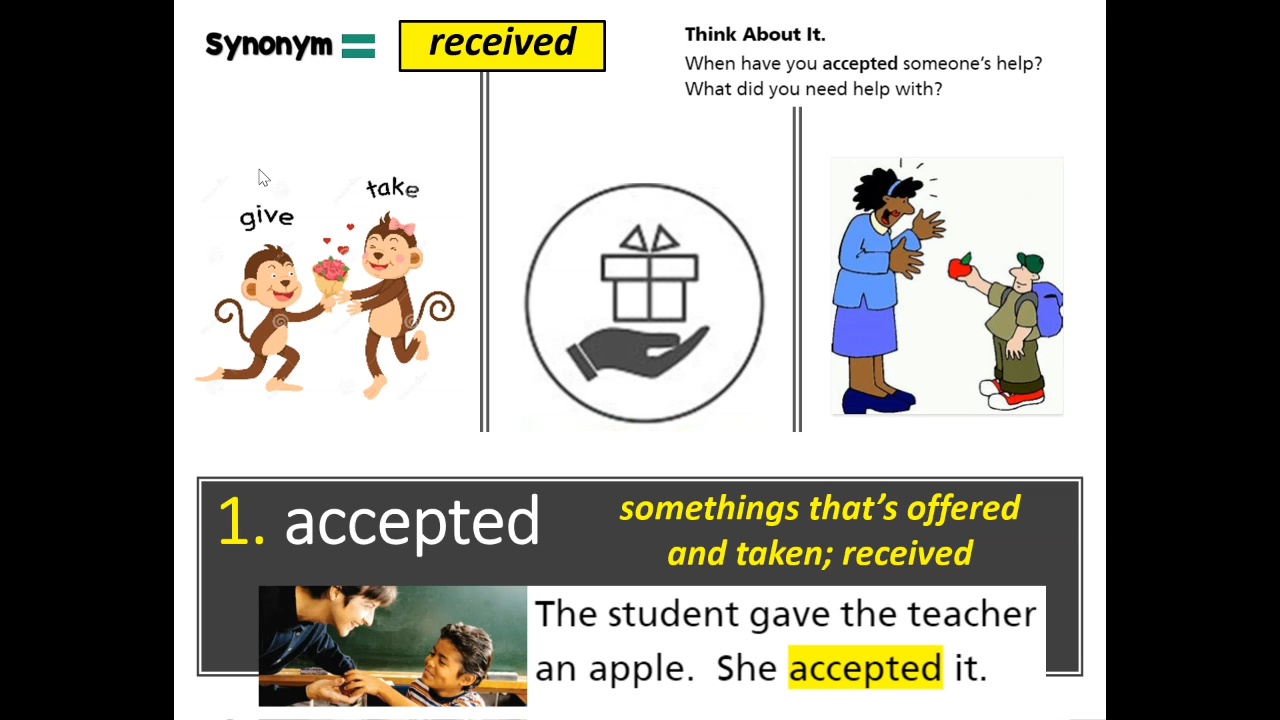 Synonym =
received
Think About It.
When have you accepted someone's help?
What did you need help with?
give
take
1. accepted
somethings that's offered
and taken; received
The student gave the teacher
an apple. She accepted it.